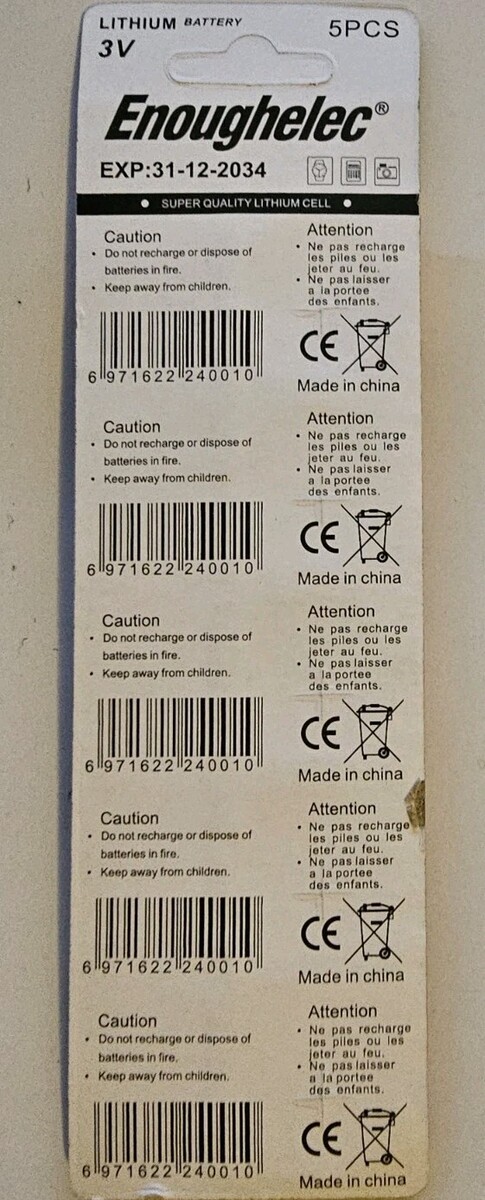 LITHIUM BATTERY
5PCS
3V
Enoughelec®
EXP:31-12-2034
• SUPER QUALITY LITHIUM CELL •
Caution
• Do not recharge or dispose of
batteries in fire.
• Keep away from children.
Attention
• Ne pas recharge
les piles ou les
jeter au feu.
• Ne pas laisser
a la portee
des enfants.
6 971622 240010
CE
Made in china
Caution
• Do not recharge or dispose of
batteries in fire.
• Keep away from children.
Attention
• Ne pas recharge
les piles ou les
jeter au feu.
• Ne pas laisser
a la portee
des enfants.
6 971622 240010
CE
Made in china
Caution
• Do not recharge or dispose of
batteries in fire.
• Keep away from children.
Attention
• Ne pas recharge
les piles ou les
jeter au feu.
• Ne pas laisser
a la portee
des enfants.
6 971622 240010
CE
Made in china
Caution
• Do not recharge or dispose of
batteries in fire.
• Keep away from children.
Attention
• Ne pas recharge
les piles ou les
jeter au feu.
• Ne pas laisser
a la portee
des enfants.
6 971622 240010
CE
Made in china
Caution
• Do not recharge or dispose of
batteries in fire.
• Keep away from children.
Attention
• Ne pas recharge
les piles ou les
jeter au feu.
• Ne pas laisser
a la portee
des enfants.
6 971622 240010
CE
Made in china